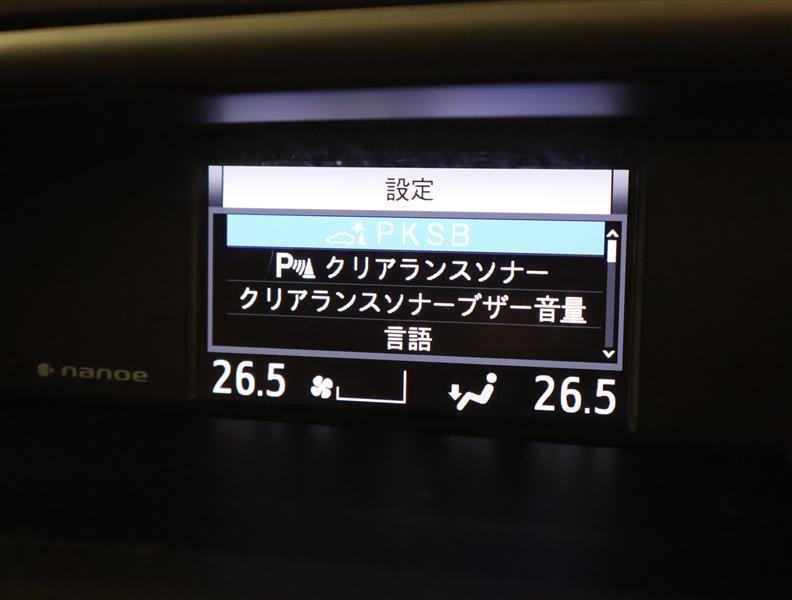 設定
PKSB
P クリアランスソナー
クリアランスソナーブザー音量
言語
nanoe
26.5 26.5